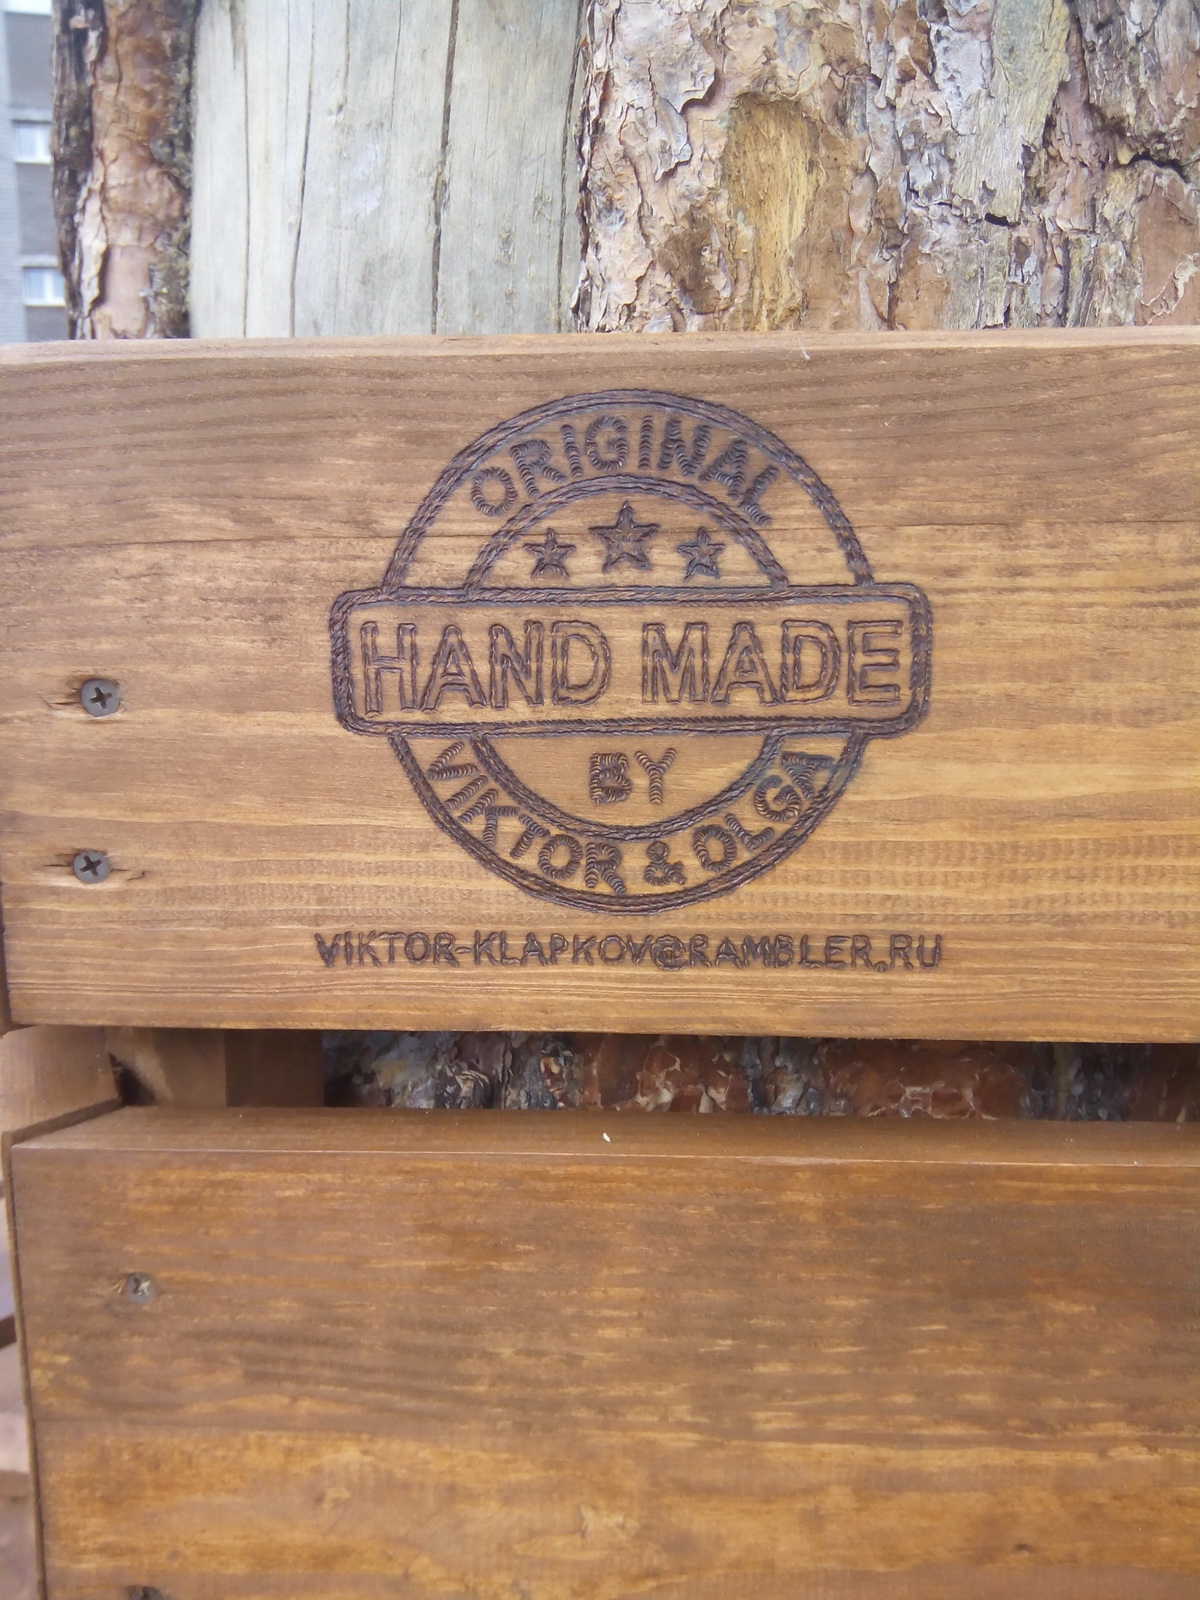 ORIGINAL
HAND MADE
BY
VIKTOR & OLGA
VIKTOR-KLAPKOV@RAMBLER.RU